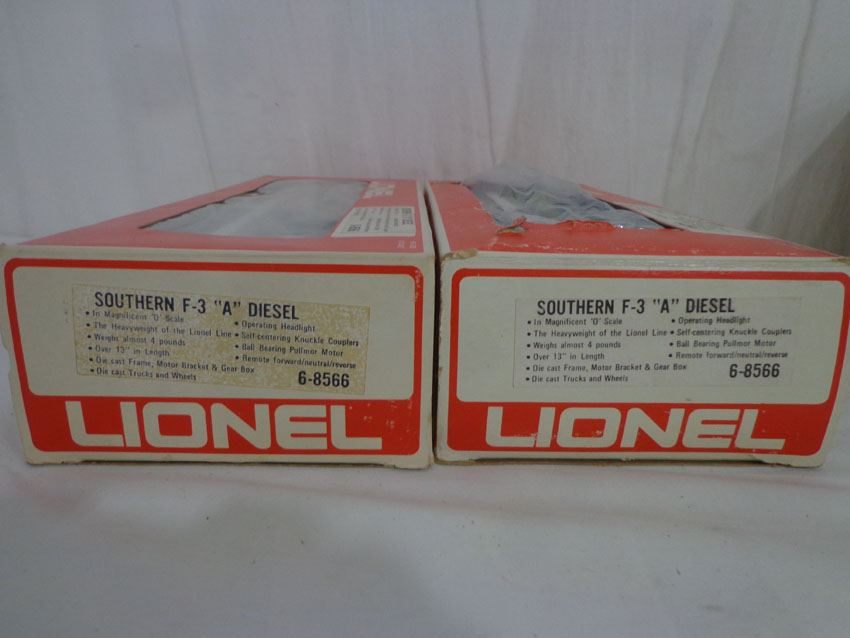 SOUTHERN F-3 "A" DIESEL
• In Magnificent "O" Scale
• The Heavyweight of the Lionel Line
• Weighs almost 4 pounds
• Over 13" in Length
• Die cast Frame, Motor Bracket & Gear Box
• Die cast Trucks and Wheels
• Operating Headlight
• Self-centering Knuckle Couplers
• Ball Bearing Pullmor Motor
• Remote forward/neutral/reverse
6-8566
LIONEL
SOUTHERN F-3 "A" DIESEL
• In Magnificent "O" Scale
• The Heavyweight of the Lionel Line
• Weighs almost 4 pounds
• Over 13" in Length
• Die cast Frame, Motor Bracket & Gear Box
• Die cast Trucks and Wheels
• Operating Headlight
• Self-centering Knuckle Couplers
• Ball Bearing Pullmor Motor
• Remote forward/neutral/reverse
6-8566
LIONEL